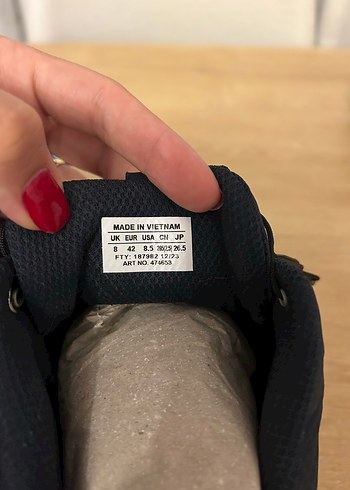 MADE IN VIETNAM
UK EUR USA CN JP
8 42 8.5 265(2.5) 26.5
FTY: 187982 12/23
ART NO. 474653